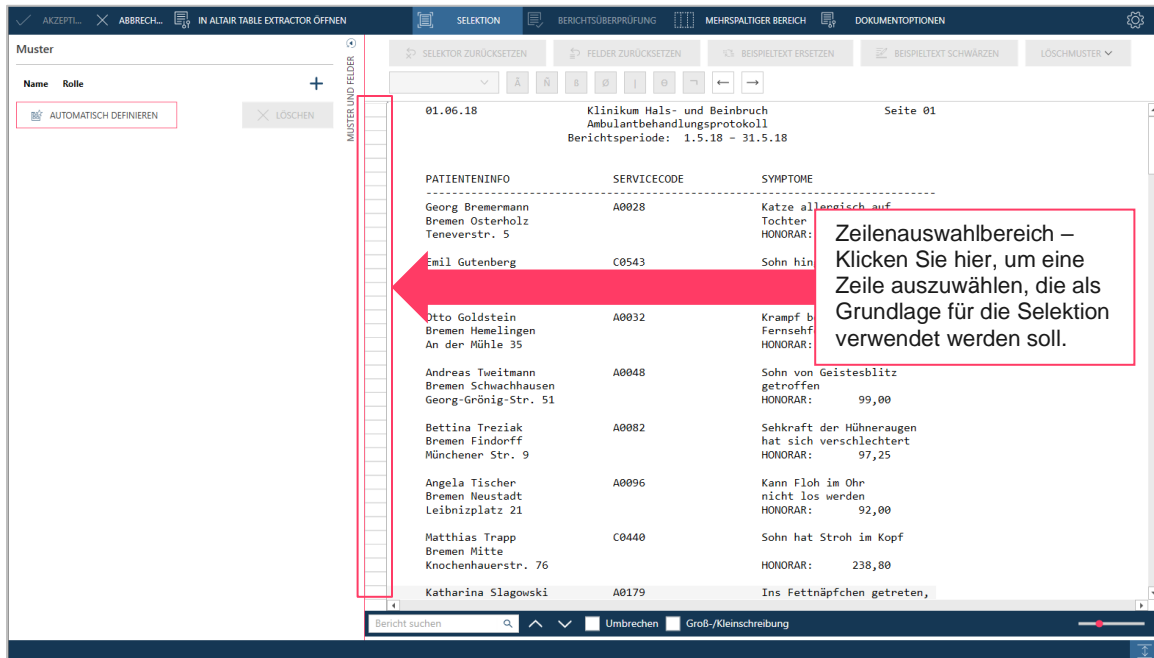 AKZEPTI... ABBRECH... IN ALTAIR TABLE EXTRACTOR ÖFFNEN SELEKTION BERICHTSÜBERPRÜFUNG MEHRSPALTIGER BEREICH DOKUMENTOPTIONEN
Muster
Name Rolle
AUTOMATISCH DEFINIEREN LÖSCHEN
MUSTER UND FELDER
SELEKTOR ZURÜCKSETZEN FELDER ZURÜCKSETZEN BEISPIELTEXT ERSETZEN BEISPIELTEXT SCHWÄRZEN LÖSCHMUSTER
Ã Ñ ß Ø | ¬ ← →
01.06.18 Klinikum Hals- und Beinbruch Seite 01
Ambulantbehandlungsprotokoll
Berichtsperiode: 1.5.18 – 31.5.18
PATIENTENINFO SERVICECODE SYMPTOME
Georg Bremermann A0028 Katze allergisch auf
Bremen Osterholz Tochter
Teneverstr. 5 HONORAR:
Emil Gutenberg C0543 Sohn hin
Otto Goldstein A0032 Krampf b
Bremen Hemelingen Fernsehf
An der Mühle 35 HONORAR:
Zeilenauswahlbereich –
Klicken Sie hier, um eine
Zeile auszuwählen, die als
Grundlage für die Selektion
verwendet werden soll.
Andreas Tweitmann A0048 Sohn von Geistesblitz
Bremen Schwachhausen getroffen
Georg-Grönig-Str. 51 HONORAR: 99,00
Bettina Treziak A0082 Sehkraft der Hühneraugen
Bremen Findorff hat sich verschlechtert
Münchener Str. 9 HONORAR: 97,25
Angela Tischer A0096 Kann Floh im Ohr
Bremen Neustadt nicht los werden
Leibnizplatz 21 HONORAR: 92,00
Matthias Trapp C0440 Sohn hat Stroh im Kopf
Bremen Mitte
Knochenhauerstr. 76 HONORAR: 238,80
Katharina Slagowski A0179 Ins Fettnäpfchen getreten,
Bericht suchen Umbrechen Groß-/Kleinschreibung